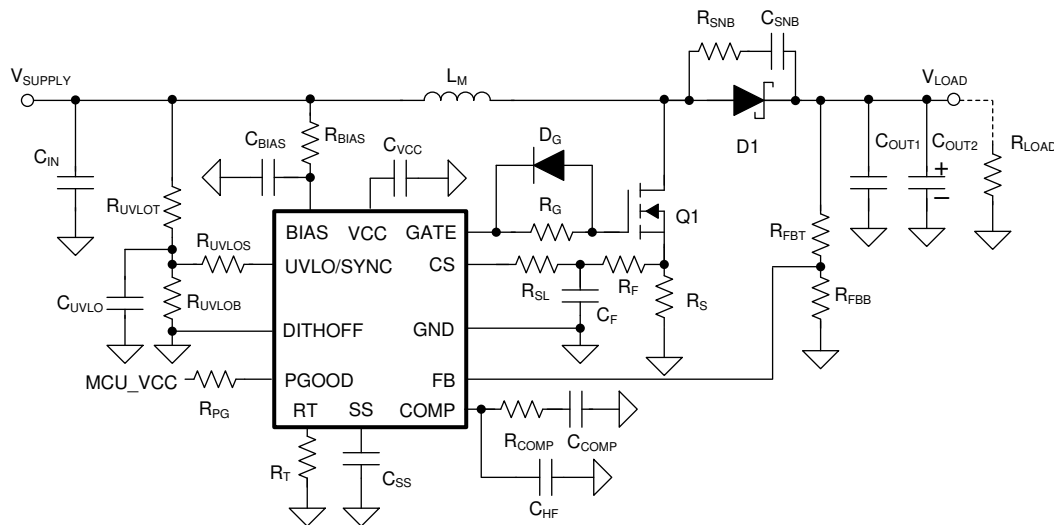 RSNB
CSNB
VSUPPLY
LM
VLOAD
D1
CIN
CBIAS
RBIAS
CVCC
DG
RG
Q1
COUT1
COUT2
+
–
RLOAD
RUVLOT
BIAS
VCC
GATE
RUVLOS
UVLO/SYNC
CS
RSL
RF
CF
RS
RFBT
RFBB
CUVLO
RUVLOB
DITHOFF
GND
MCU_VCC
RPG
PGOOD
FB
RT
SS
COMP
RCOMP
CCOMP
RT
CSS
CHF